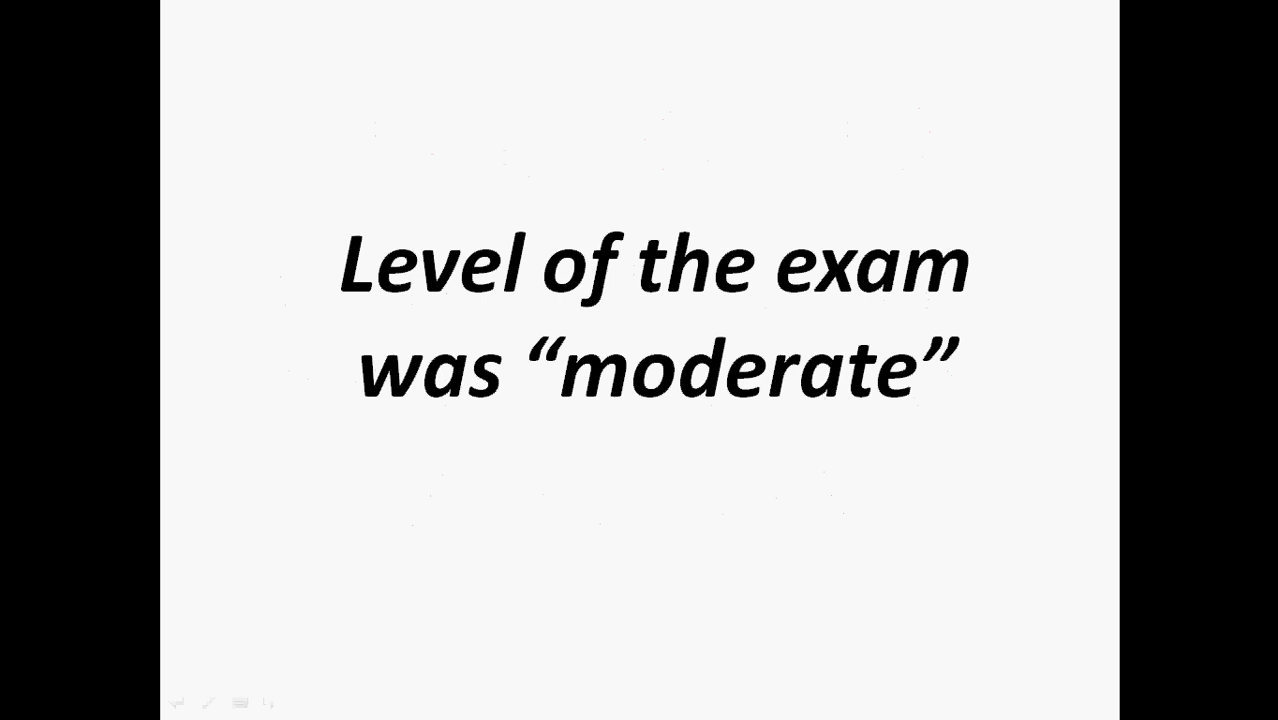 Level of the exam
was “moderate”